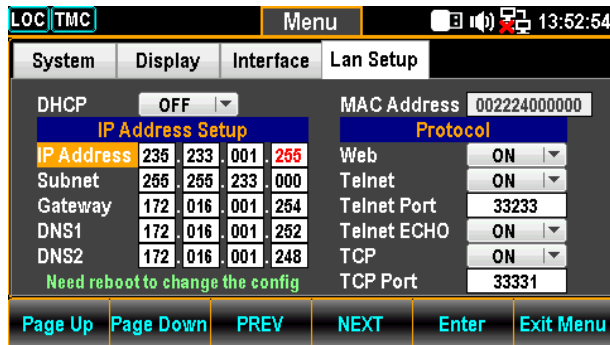 LOC TMC Menu 13:52:54
System Display Interface Lan Setup
DHCP OFF MAC Address 002224000000
IP Address Setup Protocol
IP Address 235 . 233 . 001 . 255 Web ON
Subnet 255 . 255 . 233 . 000 Telnet ON
Gateway 172 . 016 . 001 . 254 Telnet Port 33233
DNS1 172 . 016 . 001 . 252 Telnet ECHO ON
DNS2 172 . 016 . 001 . 248 TCP ON
Need reboot to change the config TCP Port 33331
Page Up Page Down PREV NEXT Enter Exit Menu